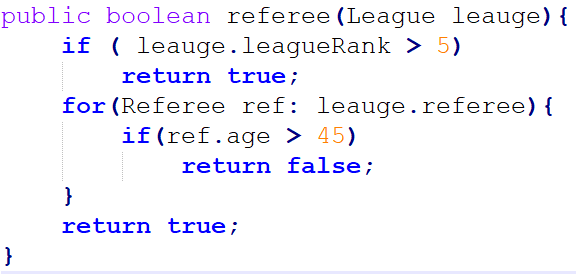 public boolean referee(League leauge){
    if ( leauge.leagueRank > 5)
        return true;
    for(Referee ref: leauge.referee){
        if(ref.age > 45)
            return false;
    }
    return true;
}